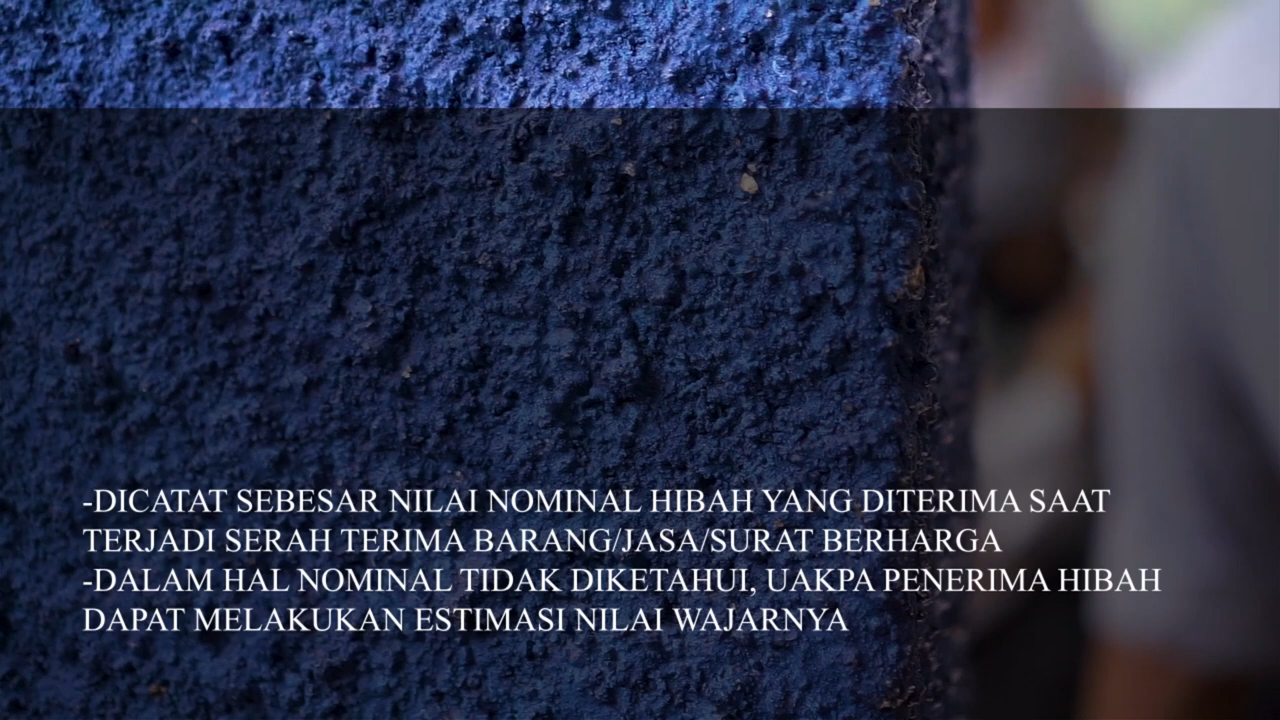 -DICATAT SEBESAR NILAI NOMINAL HIBAH YANG DITERIMA SAAT
TERJADI SERAH TERIMA BARANG/JASA/SURAT BERHARGA
-DALAM HAL NOMINAL TIDAK DIKETAHUI, UAKPA PENERIMA HIBAH
DAPAT MELAKUKAN ESTIMASI NILAI WAJARNYA